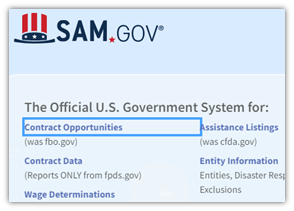 SAM.GOV®
The Official U.S. Government System for:
Contract Opportunities
(was fbo.gov)
Assistance Listings
(was cfda.gov)
Contract Data
(Reports ONLY from fpds.gov)
Entity Information
Entities, Disaster Resp
Exclusions
Wage Determinations